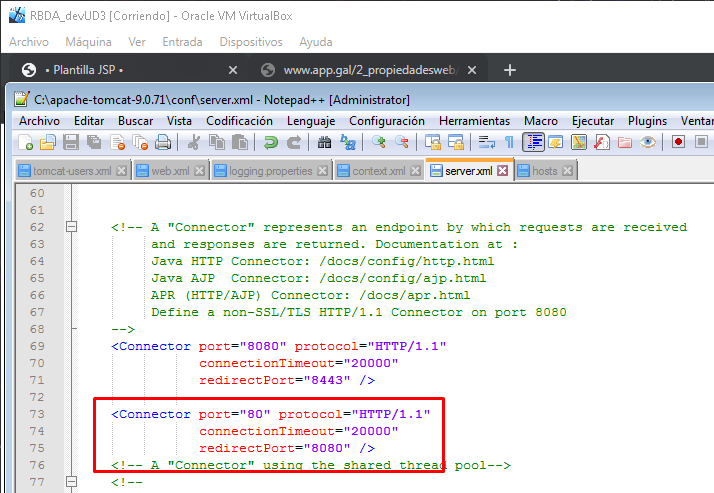 RBDA_devUD3 [Corriendo] - Oracle VM VirtualBox
Archivo Máquina Ver Entrada Dispositivos Ayuda
• Plantilla JSP • www.app.gal/2_propiedadesweb/
C:\apache-tomcat-9.0.71\conf\server.xml - Notepad++ [Administrator]
Archivo Editar Buscar Vista Codificación Lenguaje Configuración Herramientas Macro Ejecutar Plugins Ventan
tomcat-users.xml web.xml logging.properties context.xml server.xml hosts
60
61
62 <!-- A "Connector" represents an endpoint by which requests are received
63 and responses are returned. Documentation at :
64 Java HTTP Connector: /docs/config/http.html
65 Java AJP  Connector: /docs/config/ajp.html
66 APR (HTTP/AJP) Connector: /docs/apr.html
67 Define a non-SSL/TLS HTTP/1.1 Connector on port 8080
68 -->
69 <Connector port="8080" protocol="HTTP/1.1"
70 connectionTimeout="20000"
71 redirectPort="8443" />
72
73 <Connector port="80" protocol="HTTP/1.1"
74 connectionTimeout="20000"
75 redirectPort="8080" />
76 <!-- A "Connector" using the shared thread pool-->
77 <!--